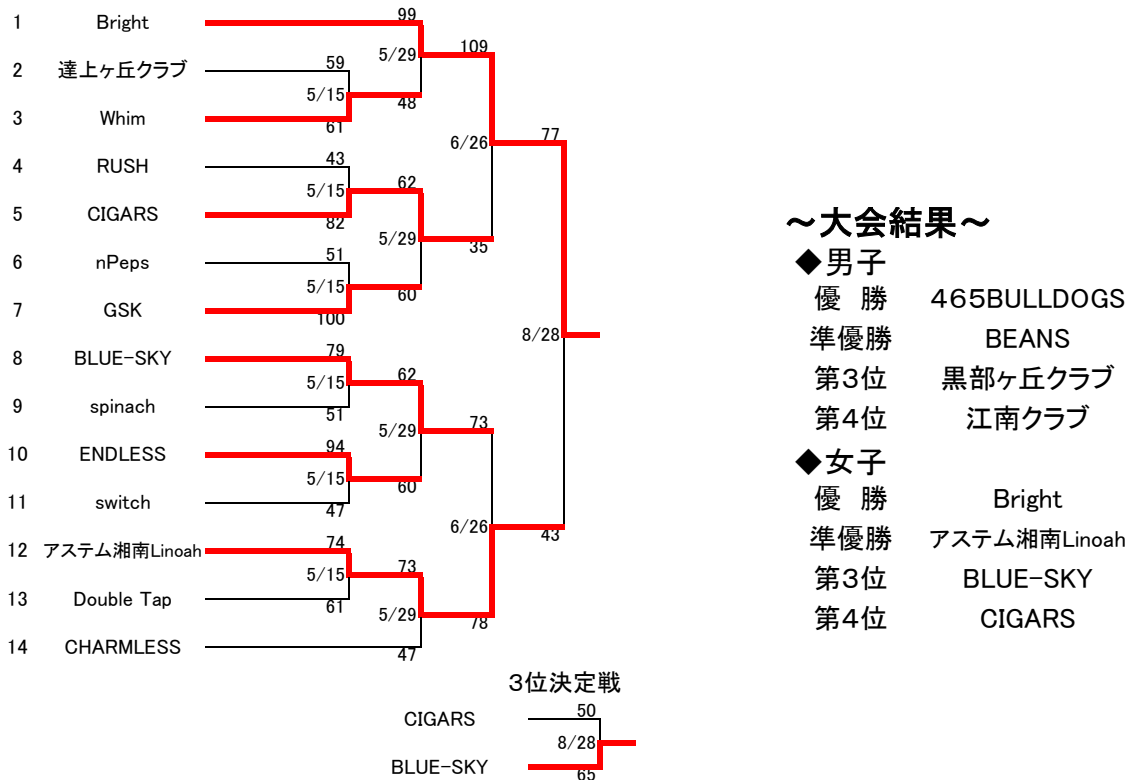 1 Bright 99
5/29 109
2 達上ヶ丘クラブ 59
5/15 48
3 Whim 61
6/26 77
4 RUSH 43
5/15 62
5 CIGARS 82
5/29 35
6 nPeps 51
5/15 60
7 GSK 100
8/28
8 BLUE-SKY 79
5/15 62
9 spinach 51
5/29 73
10 ENDLESS 94
5/15 60
11 switch 47
6/26 43
12 アステム湘南Linoah 74
5/15 73
13 Double Tap 61
5/29 78
14 CHARMLESS 47
3位決定戦
CIGARS 50
8/28
BLUE-SKY 65
～大会結果～
◆男子
優 勝 465BULLDOGS
準優勝 BEANS
第3位 黒部ヶ丘クラブ
第4位 江南クラブ
◆女子
優 勝 Bright
準優勝 アステム湘南Linoah
第3位 BLUE-SKY
第4位 CIGARS